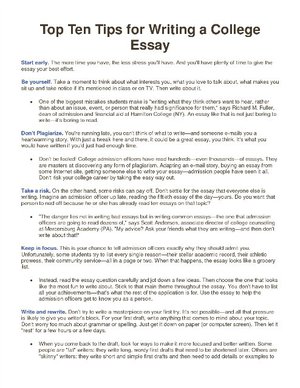 Top Ten Tips for Writing a College
Essay
Start early. The more time you have, the less stress you'll have. And you'll have plenty of time to give the
essay your best effort.
Be yourself. Take a moment to think about what interests you, what you love to talk about, what makes you
sit up and take notice if it's mentioned in class or on TV. Then write about it.
• One of the biggest mistakes students make is "writing what they think others want to hear, rather
than about an issue, event, or person that really had significance for them," says Richard M. Fuller,
dean of admission and financial aid at Hamilton College (NY). An essay like that is not just boring to
write—it's boring to read.
Don't Plagiarize. You're running late, you can't think of what to write—and someone e-mails you a
heartwarming story. With just a break here and there, it could be a great essay, you think. It's what you
would have written if you'd just had enough time.
• Don't be fooled! College admission officers have read hundreds—even thousands—of essays. They
are masters at discovering any form of plagiarism. Adapting an e-mail story, buying an essay from
some Internet site, getting someone else to write your essay—admission people have seen it all.
Don't risk your college career by taking the easy way out.
Take a risk. On the other hand, some risks can pay off. Don't settle for the essay that everyone else is
writing. Imagine an admission officer up late, reading the fiftieth essay of the day—yours. Do you want that
person to nod off because he or she has already read ten essays on that topic?
• "The danger lies not in writing bad essays but in writing common essays—the one that admission
officers are going to read dozens of," says Scott Anderson, associate director of college counseling
at Mercersburg Academy (PA). "My advice? Ask your friends what they are writing—and then don't
write about that!"
Keep in focus. This is your chance to tell admission officers exactly why they should admit you.
Unfortunately, some students try to list every single reason—their stellar academic record, their athletic
prowess, their community service—all in a page or two. When that happens, the essay looks like a grocery
list.
• Instead, read the essay question carefully and jot down a few ideas. Then choose the one that looks
like the most fun to write about. Stick to that main theme throughout the essay. You don't have to list
all your achievements—that's what the rest of the application is for. Use the essay to help the
admission officers get to know you as a person.
Write and rewrite. Don't try to write a masterpiece on your first try. It's not possible—and all that pressure
is likely to give you writer's block. For your first draft, write anything that comes to mind about your topic.
Don't worry too much about grammar or spelling. Just get it down on paper (or computer screen). Then let it
"rest" for a few hours or a few days.
• When you come back to the draft, look for ways to make it more focused and better written. Some
people are "fat" writers: they write long, wordy first drafts that need to be shortened later. Others are
"skinny" writers: they write short and simple first drafts and then need to add details or examples to